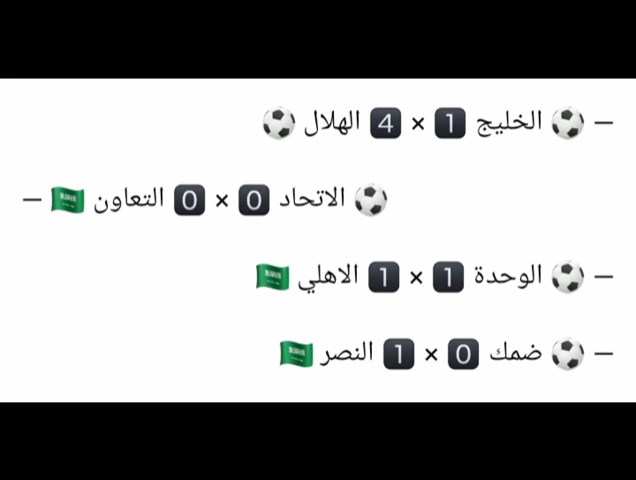 – ⚽ الخليج 1 × 4 الهلال ⚽
⚽ الاتحاد 0 × 0 التعاون 🇸🇦 –
– ⚽ الوحدة 1 × 1 الاهلي 🇸🇦
– ⚽ ضمك 0 × 1 النصر 🇸🇦